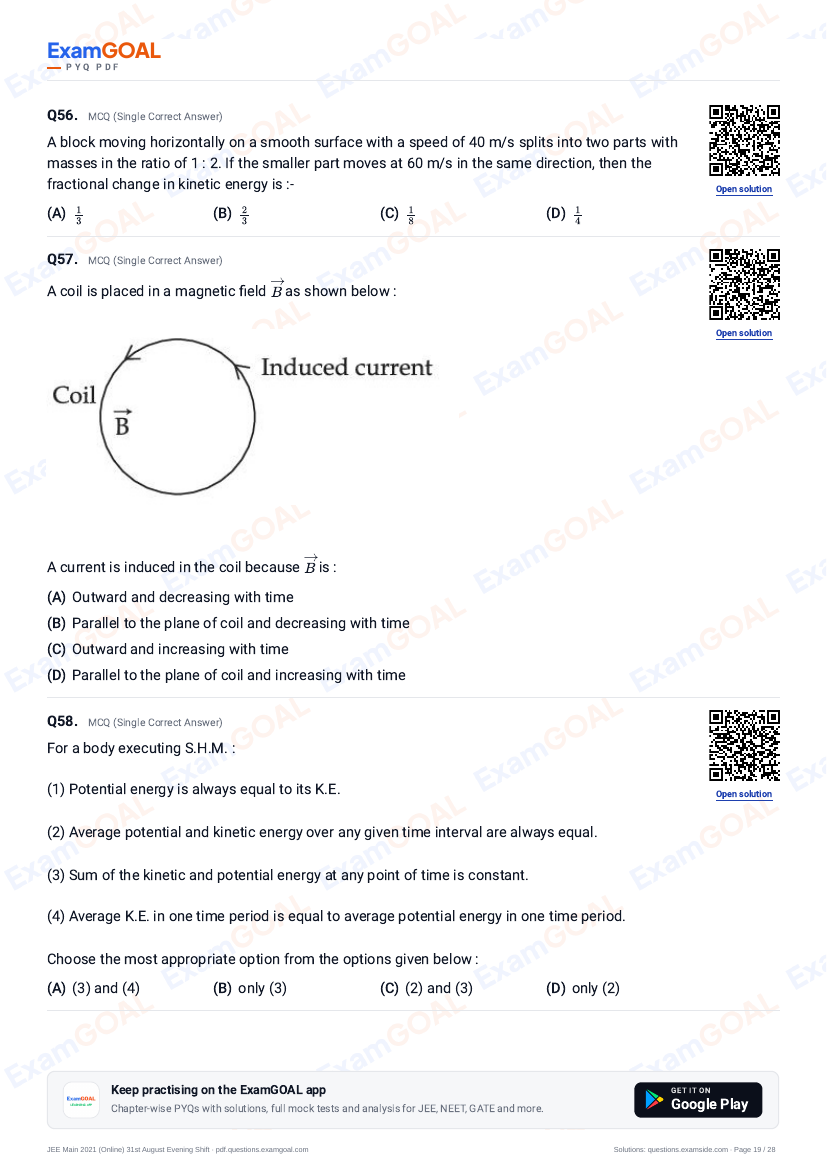 ExamGOAL
PYQ PDF
Q56. MCQ (Single Correct Answer)
A block moving horizontally on a smooth surface with a speed of 40 m/s splits into two parts with
masses in the ratio of 1 : 2. If the smaller part moves at 60 m/s in the same direction, then the
fractional change in kinetic energy is :-
(A) 1/3 (B) 2/3 (C) 1/8 (D) 1/4
Open solution
Q57. MCQ (Single Correct Answer)
A coil is placed in a magnetic field B⃗ as shown below :
Open solution
Induced current
Coil
B⃗
A current is induced in the coil because B⃗ is :
(A) Outward and decreasing with time
(B) Parallel to the plane of coil and decreasing with time
(C) Outward and increasing with time
(D) Parallel to the plane of coil and increasing with time
Q58. MCQ (Single Correct Answer)
For a body executing S.H.M. :
(1) Potential energy is always equal to its K.E.
Open solution
(2) Average potential and kinetic energy over any given time interval are always equal.
(3) Sum of the kinetic and potential energy at any point of time is constant.
(4) Average K.E. in one time period is equal to average potential energy in one time period.
Choose the most appropriate option from the options given below :
(A) (3) and (4) (B) only (3) (C) (2) and (3) (D) only (2)
Keep practising on the ExamGOAL app
Chapter-wise PYQs with solutions, full mock tests and analysis for JEE, NEET, GATE and more.
GET IT ON
Google Play
JEE Main 2021 (Online) 31st August Evening Shift · pdf.questions.examgoal.com
Solutions: questions.examside.com · Page 19 / 28